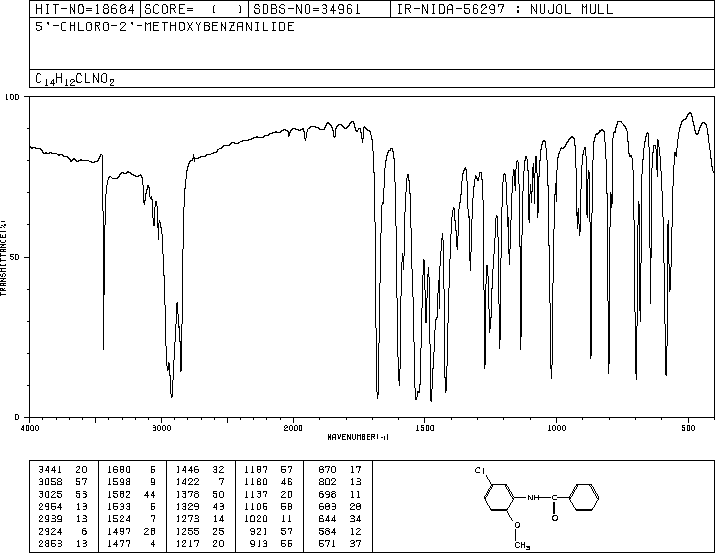 HIT-NO=18684 SCORE= ( ) SDBS-NO=34961 IR-NIDA-56297 : NUJOL MULL
5'-CHLORO-2'-METHOXYBENZANILIDE
C14H12CLNO2
100
50
0
TRANSMITTANCE(%)
4000 3000 2000 1500 1000 500
WAVENUMBER(-1)
3441 20 1680 5 1446 32 1187 57 870 17
3058 57 1598 9 1422 7 1180 46 802 13
3025 53 1582 44 1378 50 1137 20 698 11
2954 13 1533 5 1329 43 1106 58 683 28
2939 13 1524 7 1273 14 1020 11 644 34
2924 6 1497 28 1255 25 921 57 584 12
2853 13 1477 4 1217 20 913 55 571 37
Cl
NH C
O O
CH3